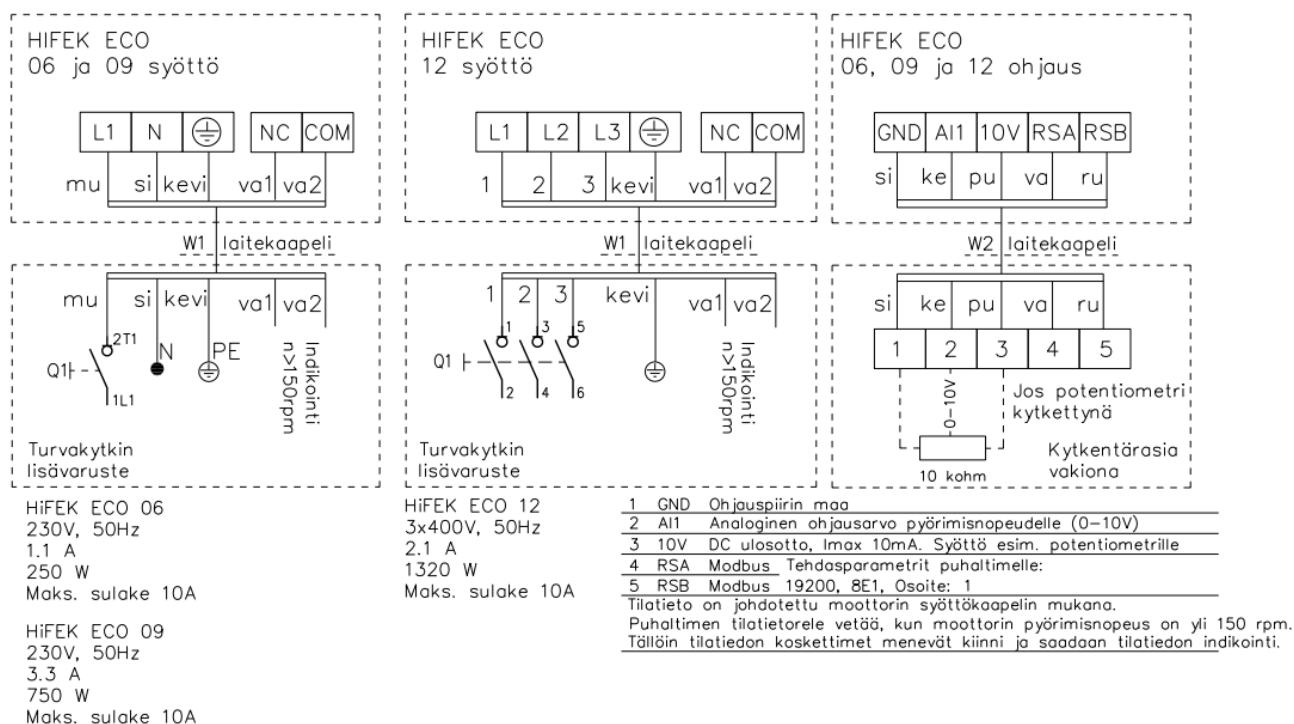 HIFEK ECO
06 ja 09 syöttö
L1 N NC COM
mu si kevi va1 va2
W1 laitekaapeli
mu si kevi va1 va2
2T1
Q1 N PE
1L1
Indikointi
n>150rpm
Turvakytkin
lisävaruste
HiFEK ECO 06
230V, 50Hz
1.1 A
250 W
Maks. sulake 10A
HiFEK ECO 09
230V, 50Hz
3.3 A
750 W
Maks. sulake 10A
HIFEK ECO
12 syöttö
L1 L2 L3 NC COM
1 2 3 kevi va1 va2
W1 laitekaapeli
1 2 3 kevi va1 va2
1 3 5
Q1
2 4 6
Indikointi
n>150rpm
Turvakytkin
lisävaruste
HiFEK ECO 12
3x400V, 50Hz
2.1 A
1320 W
Maks. sulake 10A
HIFEK ECO
06, 09 ja 12 ohjaus
GND AI1 10V RSA RSB
si ke pu va ru
W2 laitekaapeli
si ke pu va ru
1 2 3 4 5
0-10V
Jos potentiometri
kytkettynä
10 kohm
Kytkentärasia
vakiona
1 GND Ohjauspiirin maa
2 AI1 Analoginen ohjausarvo pyörimisnopeudelle (0-10V)
3 10V DC ulosotto, Imax 10mA. Syöttö esim. potentiometrille
4 RSA Modbus Tehdasparametrit puhaltimelle:
5 RSB Modbus 19200, 8E1, Osoite: 1
Tilatieto on johdotettu moottorin syöttökaapelin mukana.
Puhaltimen tilatietorele vetää, kun moottorin pyörimisnopeus on yli 150 rpm.
Tällöin tilatiedon koskettimet menevät kiinni ja saadaan tilatiedon indikointi.